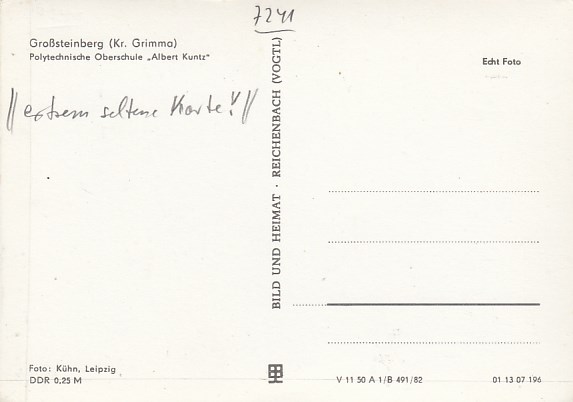 7241
Großsteinberg (Kr. Grimma)
Polytechnische Oberschule „Albert Kuntz“
Echt Foto
// extrem seltene Karte! //
BILD UND HEIMAT · REICHENBACH (VOGTL)
Foto: Kühn, Leipzig
DDR 0,25 M
V 11 50 A 1/B 491/82
01 13 07 196